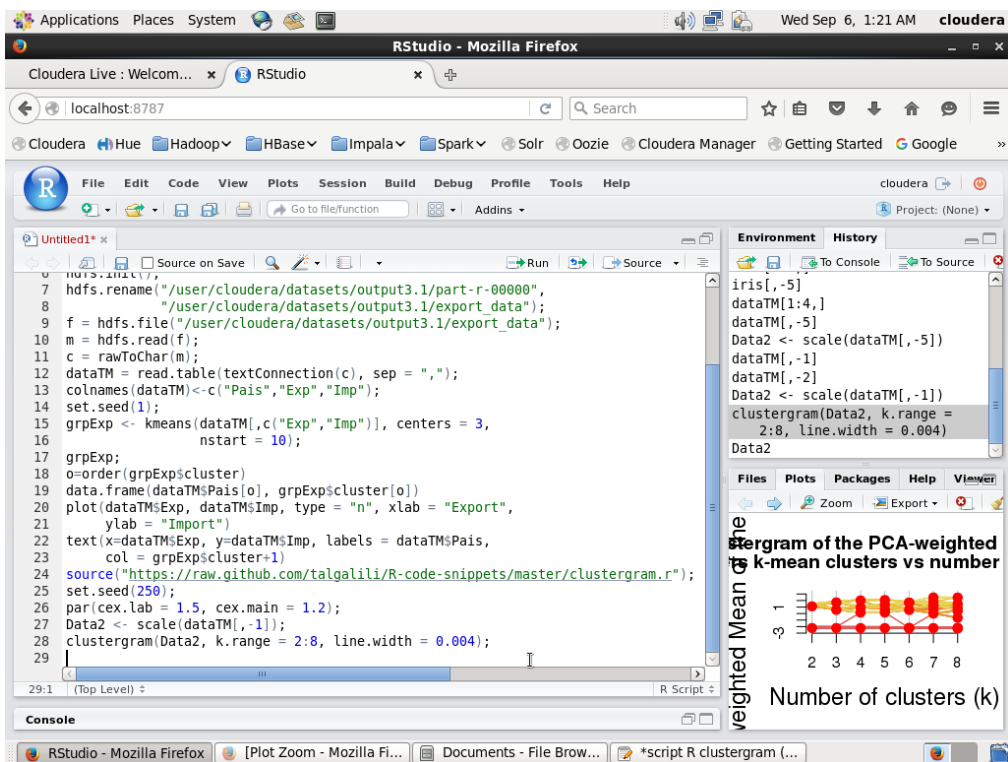 Applications Places System Wed Sep 6, 1:21 AM cloudera
RStudio - Mozilla Firefox
Cloudera Live : Welcom... × RStudio ×
localhost:8787 Search
Cloudera Hue Hadoop HBase Impala Spark Solr Oozie Cloudera Manager Getting Started Google »
R File Edit Code View Plots Session Build Debug Profile Tools Help cloudera
Go to file/function Addins Project: (None)
Untitled1* ×
Source on Save Run Source
7 hdfs.rename("/user/cloudera/datasets/output3.1/part-r-00000",
8 "/user/cloudera/datasets/output3.1/export_data");
9 f = hdfs.file("/user/cloudera/datasets/output3.1/export_data");
10 m = hdfs.read(f);
11 c = rawToChar(m);
12 dataTM = read.table(textConnection(c), sep = ",");
13 colnames(dataTM)<-c("Pais","Exp","Imp");
14 set.seed(1);
15 grpExp <- kmeans(dataTM[,c("Exp","Imp")], centers = 3,
16 nstart = 10);
17 grpExp;
18 o=order(grpExp$cluster)
19 data.frame(dataTM$Pais[o], grpExp$cluster[o])
20 plot(dataTM$Exp, dataTM$Imp, type = "n", xlab = "Export",
21 ylab = "Import")
22 text(x=dataTM$Exp, y=dataTM$Imp, labels = dataTM$Pais,
23 col = grpExp$cluster+1)
24 source("https://raw.github.com/talgalili/R-code-snippets/master/clustergram.r");
25 set.seed(250);
26 par(cex.lab = 1.5, cex.main = 1.2);
27 Data2 <- scale(dataTM[,-1]);
28 clustergram(Data2, k.range = 2:8, line.width = 0.004);
29
29:1 (Top Level) R Script
Console
Environment History
To Console To Source
iris[,-5]
dataTM[1:4,]
dataTM[,-5]
Data2 <- scale(dataTM[,-5])
dataTM[,-1]
dataTM[,-2]
Data2 <- scale(dataTM[,-1])
clustergram(Data2, k.range =
2:8, line.width = 0.004)
Data2
Files Plots Packages Help Viewer
Zoom Export
stergram of the PCA-weighted
k-mean clusters vs number
1
-3
2 3 4 5 6 7 8
Number of clusters (k)
weighted Mean of the
RStudio - Mozilla Firefox [Plot Zoom - Mozilla Fi... Documents - File Brow... *script R clustergram (...